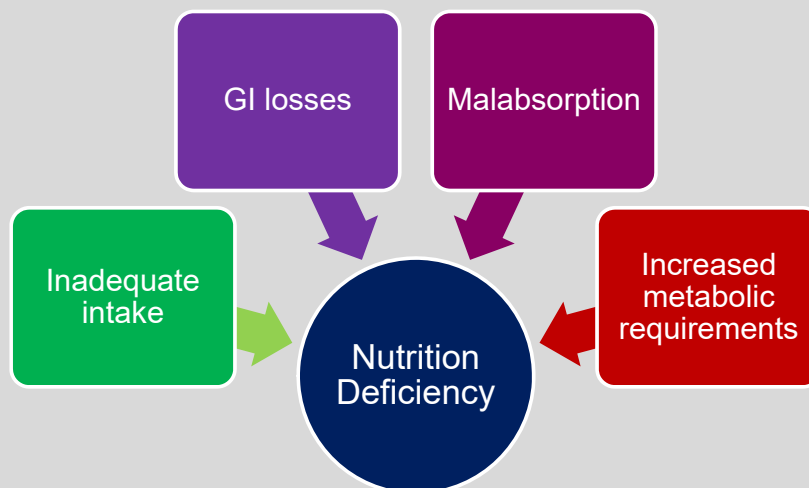 GI losses
Malabsorption
Inadequate
intake
Increased
metabolic
requirements
Nutrition
Deficiency